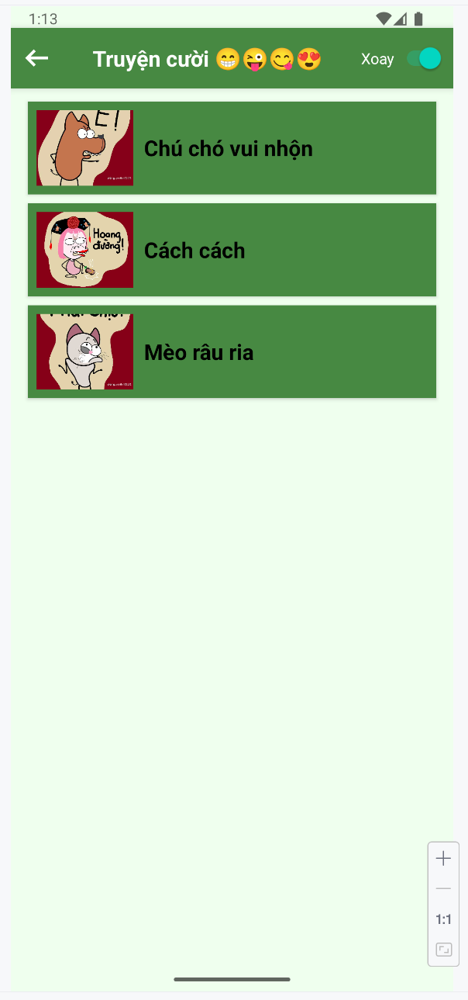 1:13
Truyện cười 😁😜😋😍
Xoay
E!
Chú chó vui nhộn
Hoang
đường!
Cách cách
Mèo râu ria
1:1